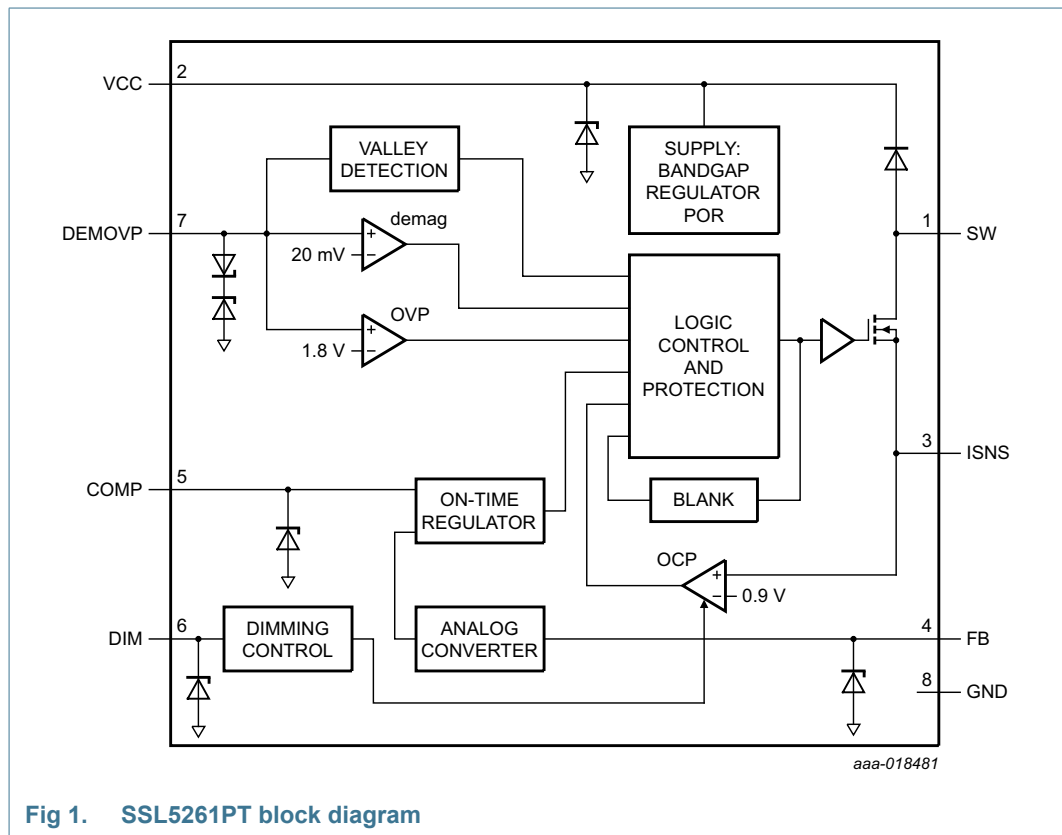 2
VCC
VALLEY
DETECTION
SUPPLY:
BANDGAP
REGULATOR
POR
7
DEMOVP
demag
+
20 mV
−
1
SW
OVP
+
1.8 V
−
LOGIC
CONTROL
AND
PROTECTION
3
ISNS
5
COMP
ON-TIME
REGULATOR
BLANK
OCP
+
−
0.9 V
6
DIM
DIMMING
CONTROL
ANALOG
CONVERTER
4
FB
8
GND
aaa-018481
Fig 1. SSL5261PT block diagram